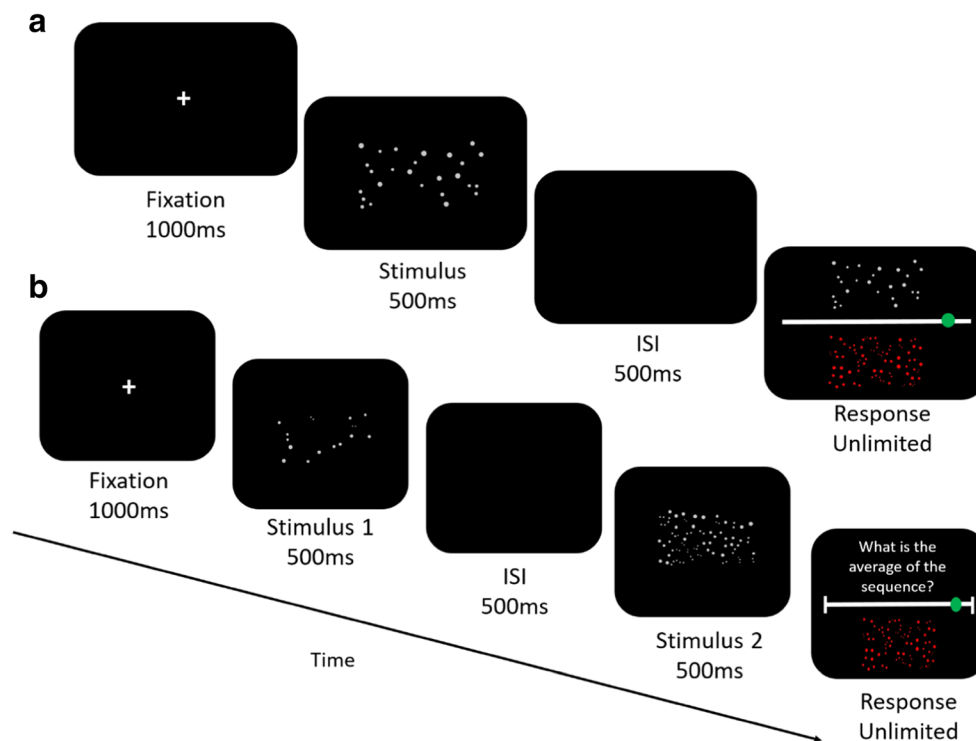 a
Fixation
1000ms
Stimulus
500ms
ISI
500ms
Response
Unlimited
b
Fixation
1000ms
Stimulus 1
500ms
ISI
500ms
Stimulus 2
500ms
What is the
average of the
sequence?
Response
Unlimited
Time